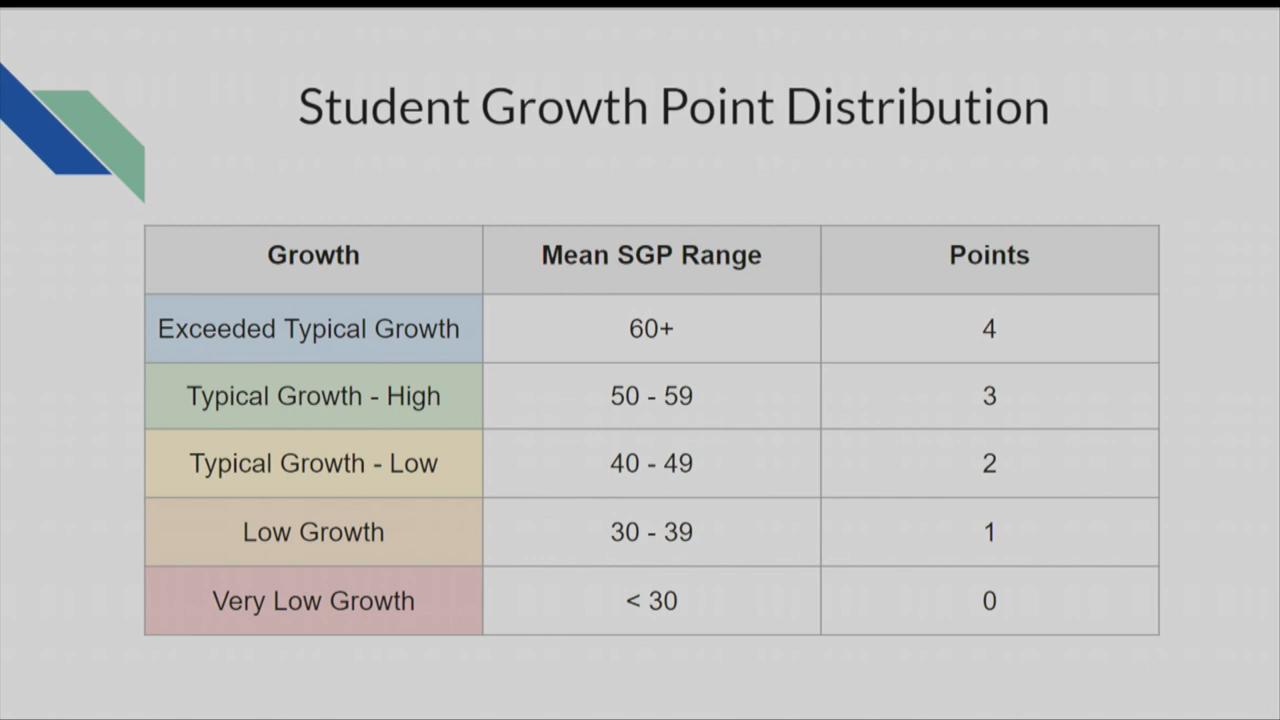 Student Growth Point Distribution
Growth Mean SGP Range Points
Exceeded Typical Growth 60+ 4
Typical Growth - High 50 - 59 3
Typical Growth - Low 40 - 49 2
Low Growth 30 - 39 1
Very Low Growth < 30 0